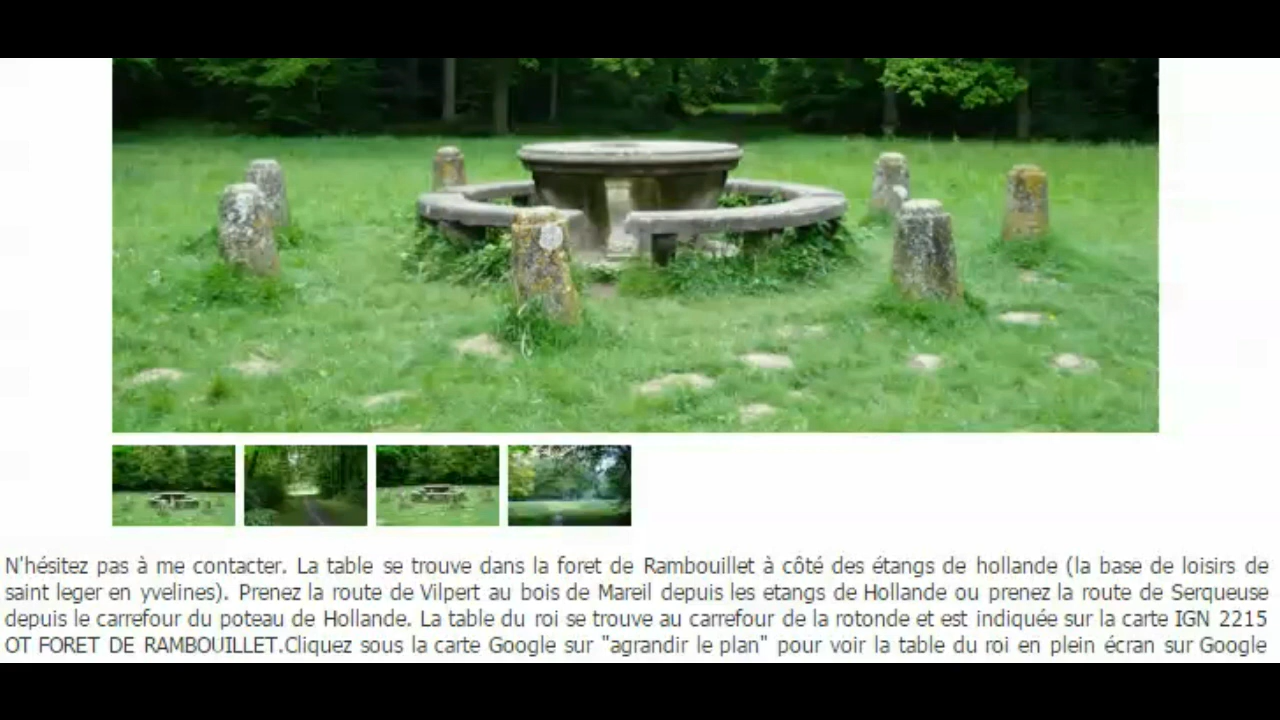 N'hésitez pas à me contacter. La table se trouve dans la foret de Rambouillet à côté des étangs de hollande (la base de loisirs de
saint leger en yvelines). Prenez la route de Vilpert au bois de Mareil depuis les etangs de Hollande ou prenez la route de Serqueuse
depuis le carrefour du poteau de Hollande. La table du roi se trouve au carrefour de la rotonde et est indiquée sur la carte IGN 2215
OT FORET DE RAMBOUILLET.Cliquez sous la carte Google sur "agrandir le plan" pour voir la table du roi en plein écran sur Google